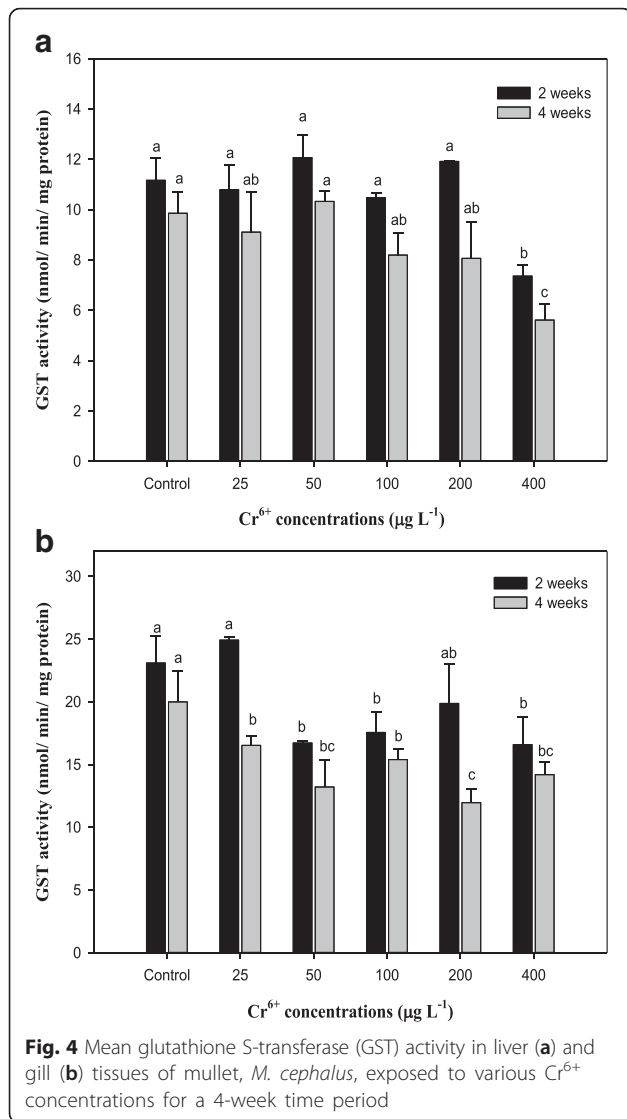 a
GST activity (nmol/ min/ mg protein)
16
14
12
10
8
6
4
2
0
2 weeks
4 weeks
a a a ab a a a ab a ab b c
Control 25 50 100 200 400
Cr6+ concentrations (µg L-1)
b
GST activity (nmol/ min/ mg protein)
30
25
20
15
10
5
0
2 weeks
4 weeks
a a a b b bc b b ab c b bc
Control 25 50 100 200 400
Cr6+ concentrations (µg L-1)
Fig. 4 Mean glutathione S-transferase (GST) activity in liver (a) and
gill (b) tissues of mullet, M. cephalus, exposed to various Cr6+
concentrations for a 4-week time period